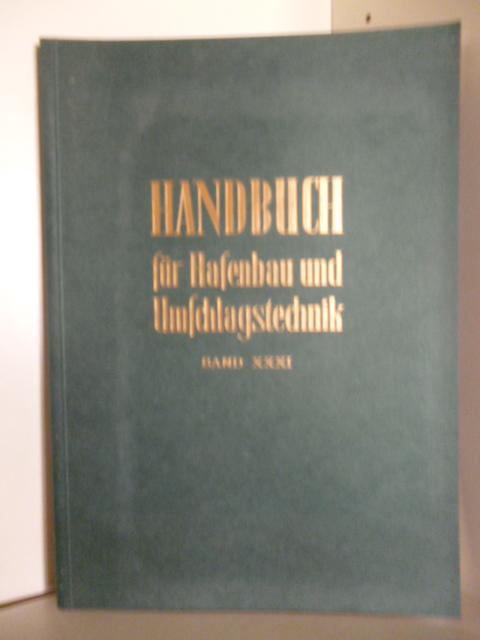 HANDBUCH
für Hafenbau und
Umschlagstechnik
BAND XXXI